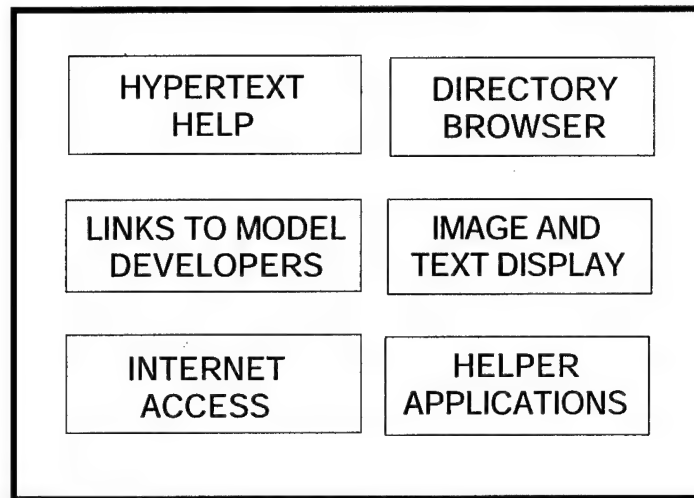 HYPERTEXT
HELP
DIRECTORY
BROWSER
LINKS TO MODEL
DEVELOPERS
IMAGE AND
TEXT DISPLAY
INTERNET
ACCESS
HELPER
APPLICATIONS